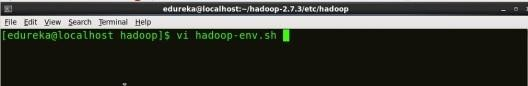 edureka@localhost:~/hadoop-2.7.3/etc/hadoop
File Edit View Search Terminal Help
[edureka@localhost hadoop]$ vi hadoop-env.sh